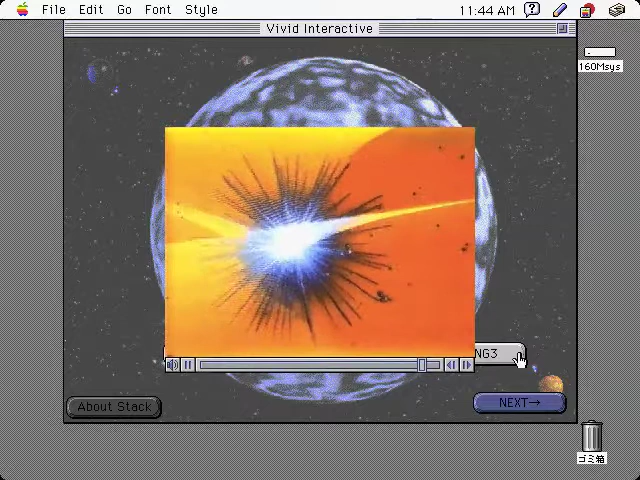 File Edit Go Font Style 11:44 AM
Vivid Interactive
160Msys
NG3
NEXT→
About Stack
ゴミ箱